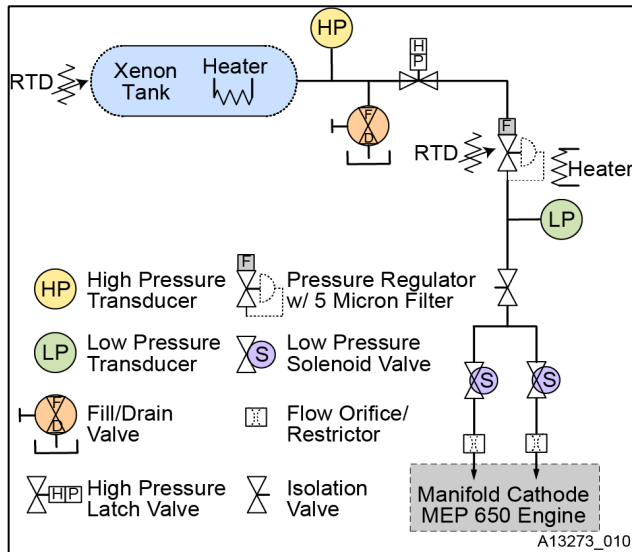 HP
H
P
RTD
Xenon
Tank
Heater
F
D
F
RTD
Heater
LP
HP
High Pressure
Transducer
F
Pressure Regulator
w/ 5 Micron Filter
LP
Low Pressure
Transducer
S
Low Pressure
Solenoid Valve
S
S
F
D
Fill/Drain
Valve
Flow Orifice/
Restrictor
HP
High Pressure
Latch Valve
Isolation
Valve
Manifold Cathode
MEP 650 Engine
A13273_010